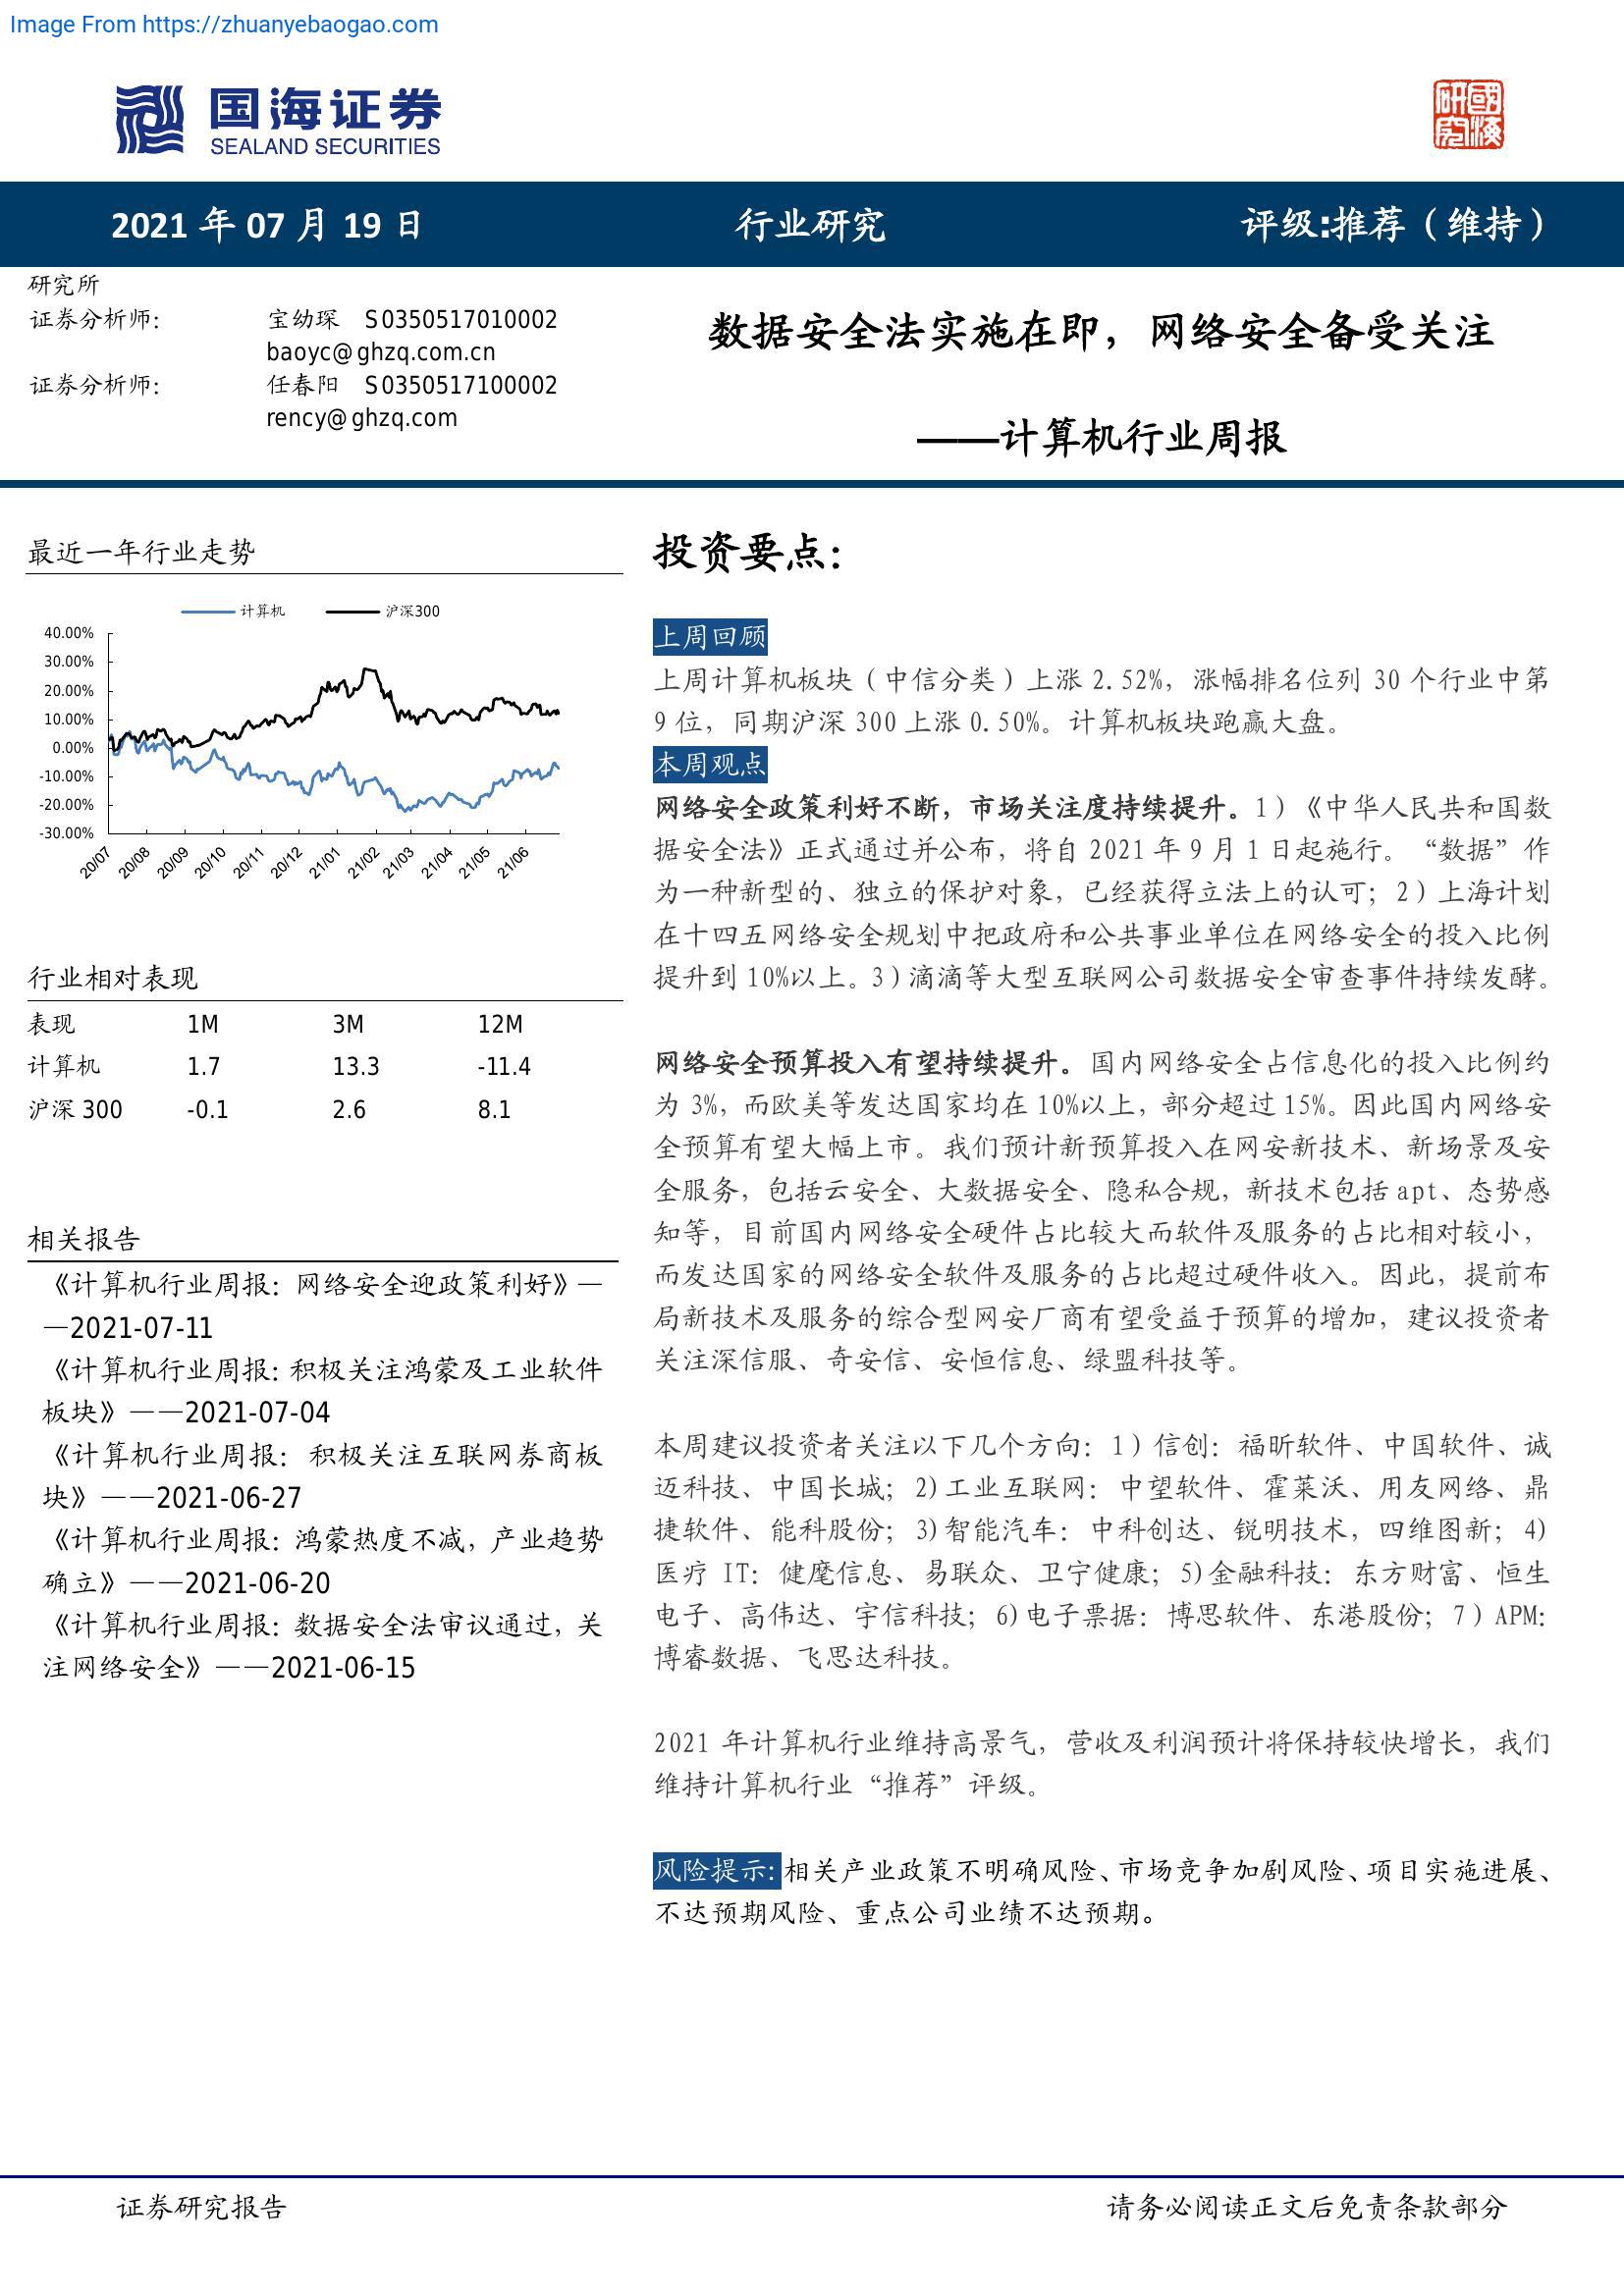 Image From https://zhuanyebaogao.com
国海证券
SEALAND SECURITIES
國海研究
2021 年 07 月 19 日
行业研究
评级:推荐（维持）
研究所
证券分析师： 宝幼琛 S0350517010002
baoyc@ghzq.com.cn
证券分析师： 任春阳 S0350517100002
rency@ghzq.com
数据安全法实施在即，网络安全备受关注
——计算机行业周报
最近一年行业走势
计算机 沪深300
40.00%
30.00%
20.00%
10.00%
0.00%
-10.00%
-20.00%
-30.00%
20/07 20/08 20/09 20/10 20/11 20/12 21/01 21/02 21/03 21/04 21/05 21/06
行业相对表现
表现 1M 3M 12M
计算机 1.7 13.3 -11.4
沪深 300 -0.1 2.6 8.1
相关报告
《计算机行业周报：网络安全迎政策利好》—
—2021-07-11
《计算机行业周报：积极关注鸿蒙及工业软件
板块》——2021-07-04
《计算机行业周报：积极关注互联网券商板
块》——2021-06-27
《计算机行业周报：鸿蒙热度不减，产业趋势
确立》——2021-06-20
《计算机行业周报：数据安全法审议通过，关
注网络安全》——2021-06-15
投资要点：
上周回顾
上周计算机板块（中信分类）上涨 2.52%，涨幅排名位列 30 个行业中第
9 位，同期沪深 300 上涨 0.50%。计算机板块跑赢大盘。
本周观点
网络安全政策利好不断，市场关注度持续提升。1）《中华人民共和国数
据安全法》正式通过并公布，将自 2021 年 9 月 1 日起施行。“数据”作
为一种新型的、独立的保护对象，已经获得立法上的认可；2）上海计划
在十四五网络安全规划中把政府和公共事业单位在网络安全的投入比例
提升到 10%以上。3）滴滴等大型互联网公司数据安全审查事件持续发酵。
网络安全预算投入有望持续提升。国内网络安全占信息化的投入比例约
为 3%，而欧美等发达国家均在 10%以上，部分超过 15%。因此国内网络安
全预算有望大幅上市。我们预计新预算投入在网安新技术、新场景及安
全服务，包括云安全、大数据安全、隐私合规，新技术包括 apt、态势感
知等，目前国内网络安全硬件占比较大而软件及服务的占比相对较小，
而发达国家的网络安全软件及服务的占比超过硬件收入。因此，提前布
局新技术及服务的综合型网安厂商有望受益于预算的增加，建议投资者
关注深信服、奇安信、安恒信息、绿盟科技等。
本周建议投资者关注以下几个方向：1）信创：福昕软件、中国软件、诚
迈科技、中国长城；2)工业互联网：中望软件、霍莱沃、用友网络、鼎
捷软件、能科股份；3)智能汽车：中科创达、锐明技术，四维图新；4)
医疗 IT：健麾信息、易联众、卫宁健康；5)金融科技：东方财富、恒生
电子、高伟达、宇信科技；6)电子票据：博思软件、东港股份；7）APM：
博睿数据、飞思达科技。
2021 年计算机行业维持高景气，营收及利润预计将保持较快增长，我们
维持计算机行业“推荐”评级。
风险提示：相关产业政策不明确风险、市场竞争加剧风险、项目实施进展、
不达预期风险、重点公司业绩不达预期。
证券研究报告
请务必阅读正文后免责条款部分